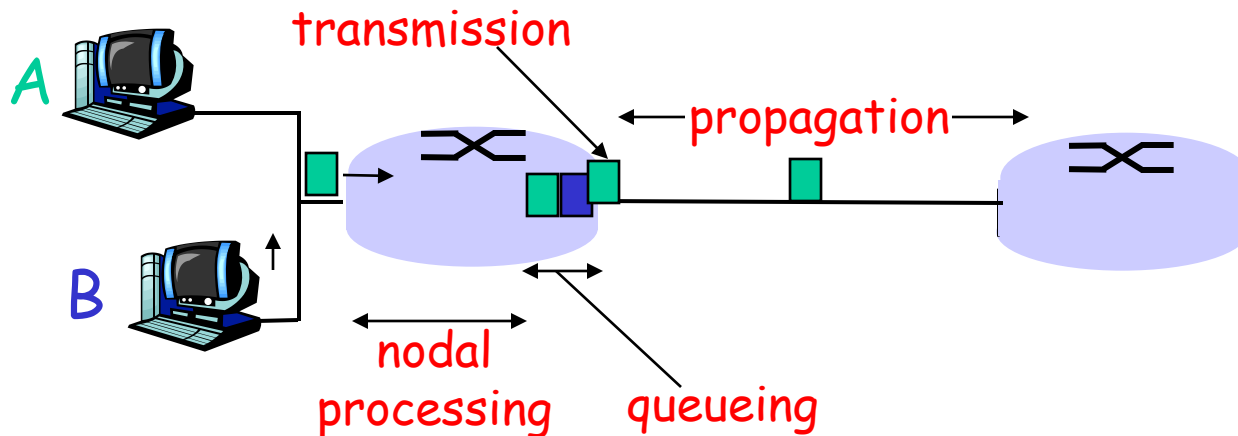 transmission
A
propagation
B
nodal
processing
queueing